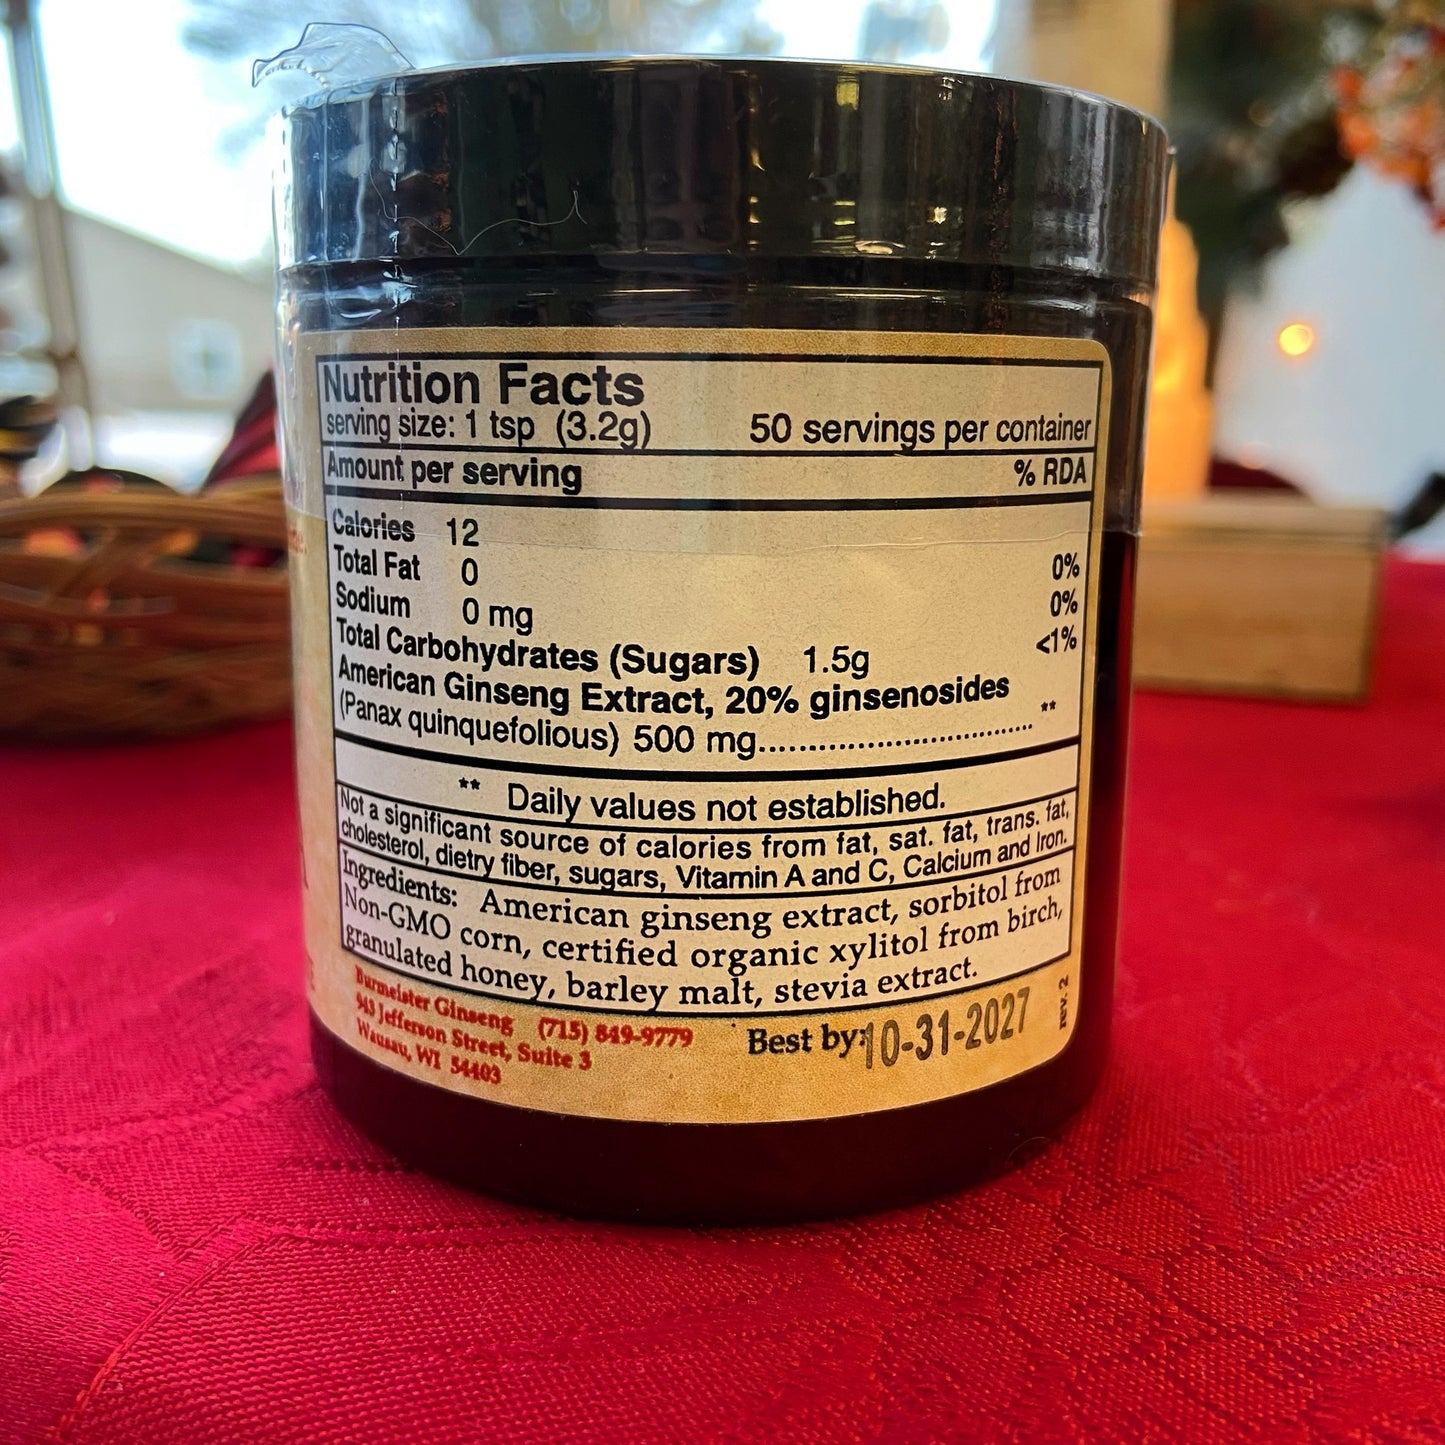 Nutrition Facts
serving size: 1 tsp (3.2g) 50 servings per container
Amount per serving % RDA
Calories 12
Total Fat 0 0%
Sodium 0 mg 0%
Total Carbohydrates (Sugars) 1.5g <1%
American Ginseng Extract, 20% ginsenosides
(Panax quinquefolious) 500 mg.................................. **
** Daily values not established.
Not a significant source of calories from fat, sat. fat, trans. fat,
cholesterol, dietry fiber, sugars, Vitamin A and C, Calcium and Iron.
Ingredients: American ginseng extract, sorbitol from
Non-GMO corn, certified organic xylitol from birch,
granulated honey, barley malt, stevia extract.
Burmeister Ginseng (715) 849-9779
943 Jefferson Street, Suite 3
Wausau, WI 54403
Best by: 10-31-2027
rev. 2